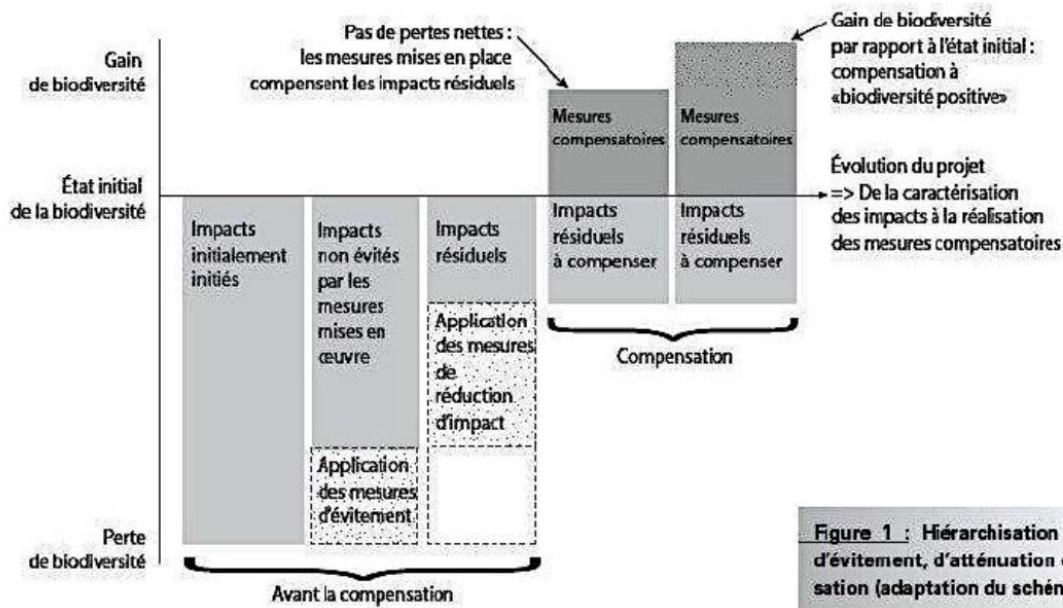 Gain
de biodiversité
Pas de pertes nettes :
les mesures mises en place
compensent les impacts résiduels
Gain de biodiversité
par rapport à l'état initial :
compensation à
«biodiversité positive»
Mesures
compensatoires
Mesures
compensatoires
État initial
de la biodiversité
Évolution du projet
=> De la caractérisation
des impacts à la réalisation
des mesures compensatoires
Impacts
initialement
initiés
Impacts
non évités
par les
mesures
mises en
œuvre
Impacts
résiduels
Impacts
résiduels
à compenser
Impacts
résiduels
à compenser
Application
des mesures
de
réduction
d'impact
Compensation
Application
des mesures
d'évitement
Perte
de biodiversité
Avant la compensation
Figure 1 : Hiérarchisation
d'évitement, d'atténuation
sation (adaptation du